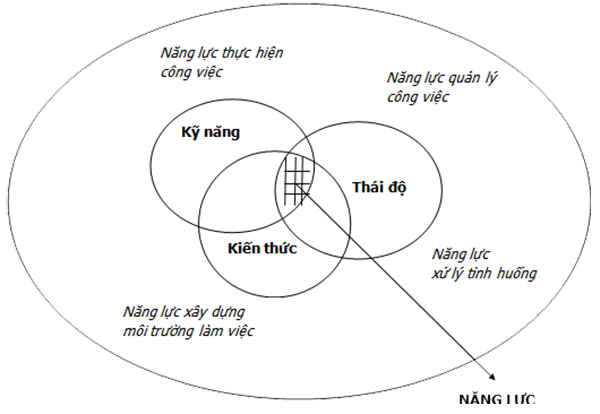 Năng lực thực hiện
công việc
Năng lực quản lý
công việc
Kỹ năng
Thái độ
Kiến thức
Năng lực
xử lý tình huống
Năng lực xây dựng
môi trường làm việc
NĂNG LỰC